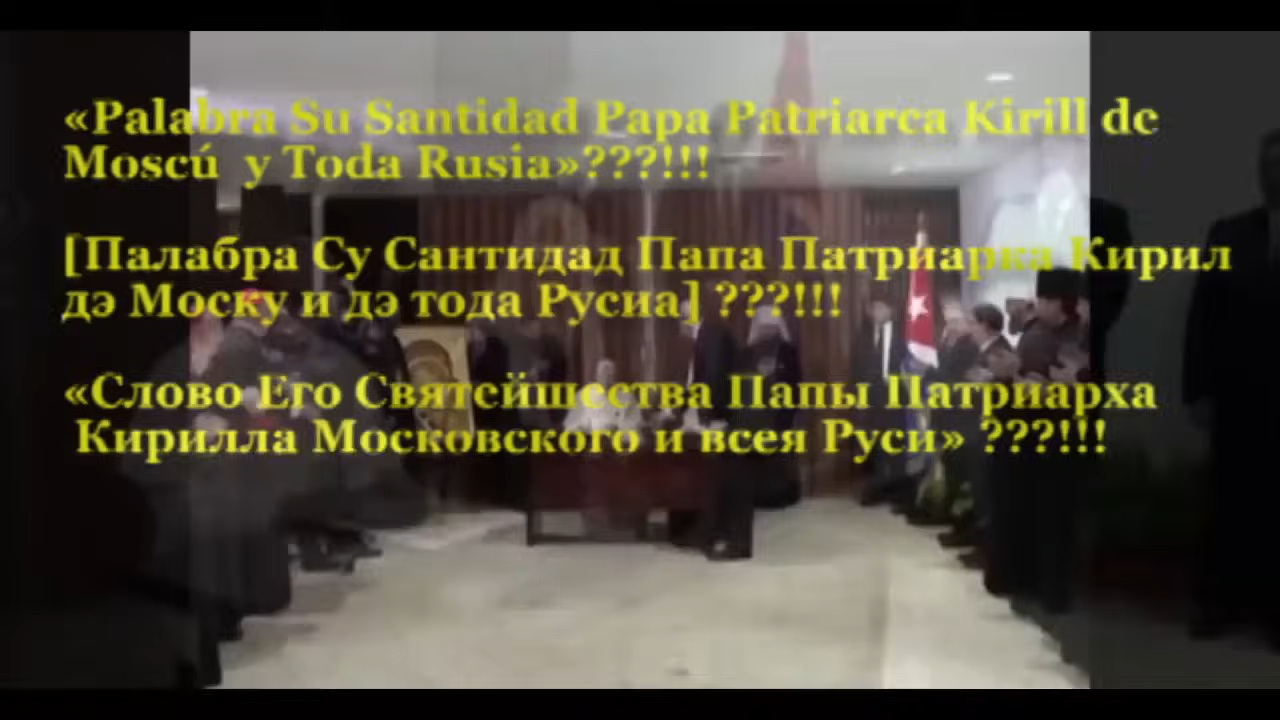 «Palabra Su Santidad Papa Patriarca Kirill de
Moscú y Toda Rusia»???!!!
[Палабра Су Сантидад Папа Патриарка Кирил
дэ Моску и дэ тода Русиа] ???!!!
«Слово Его Святейшества Папы Патриарха
Кирилла Московского и всея Руси» ???!!!